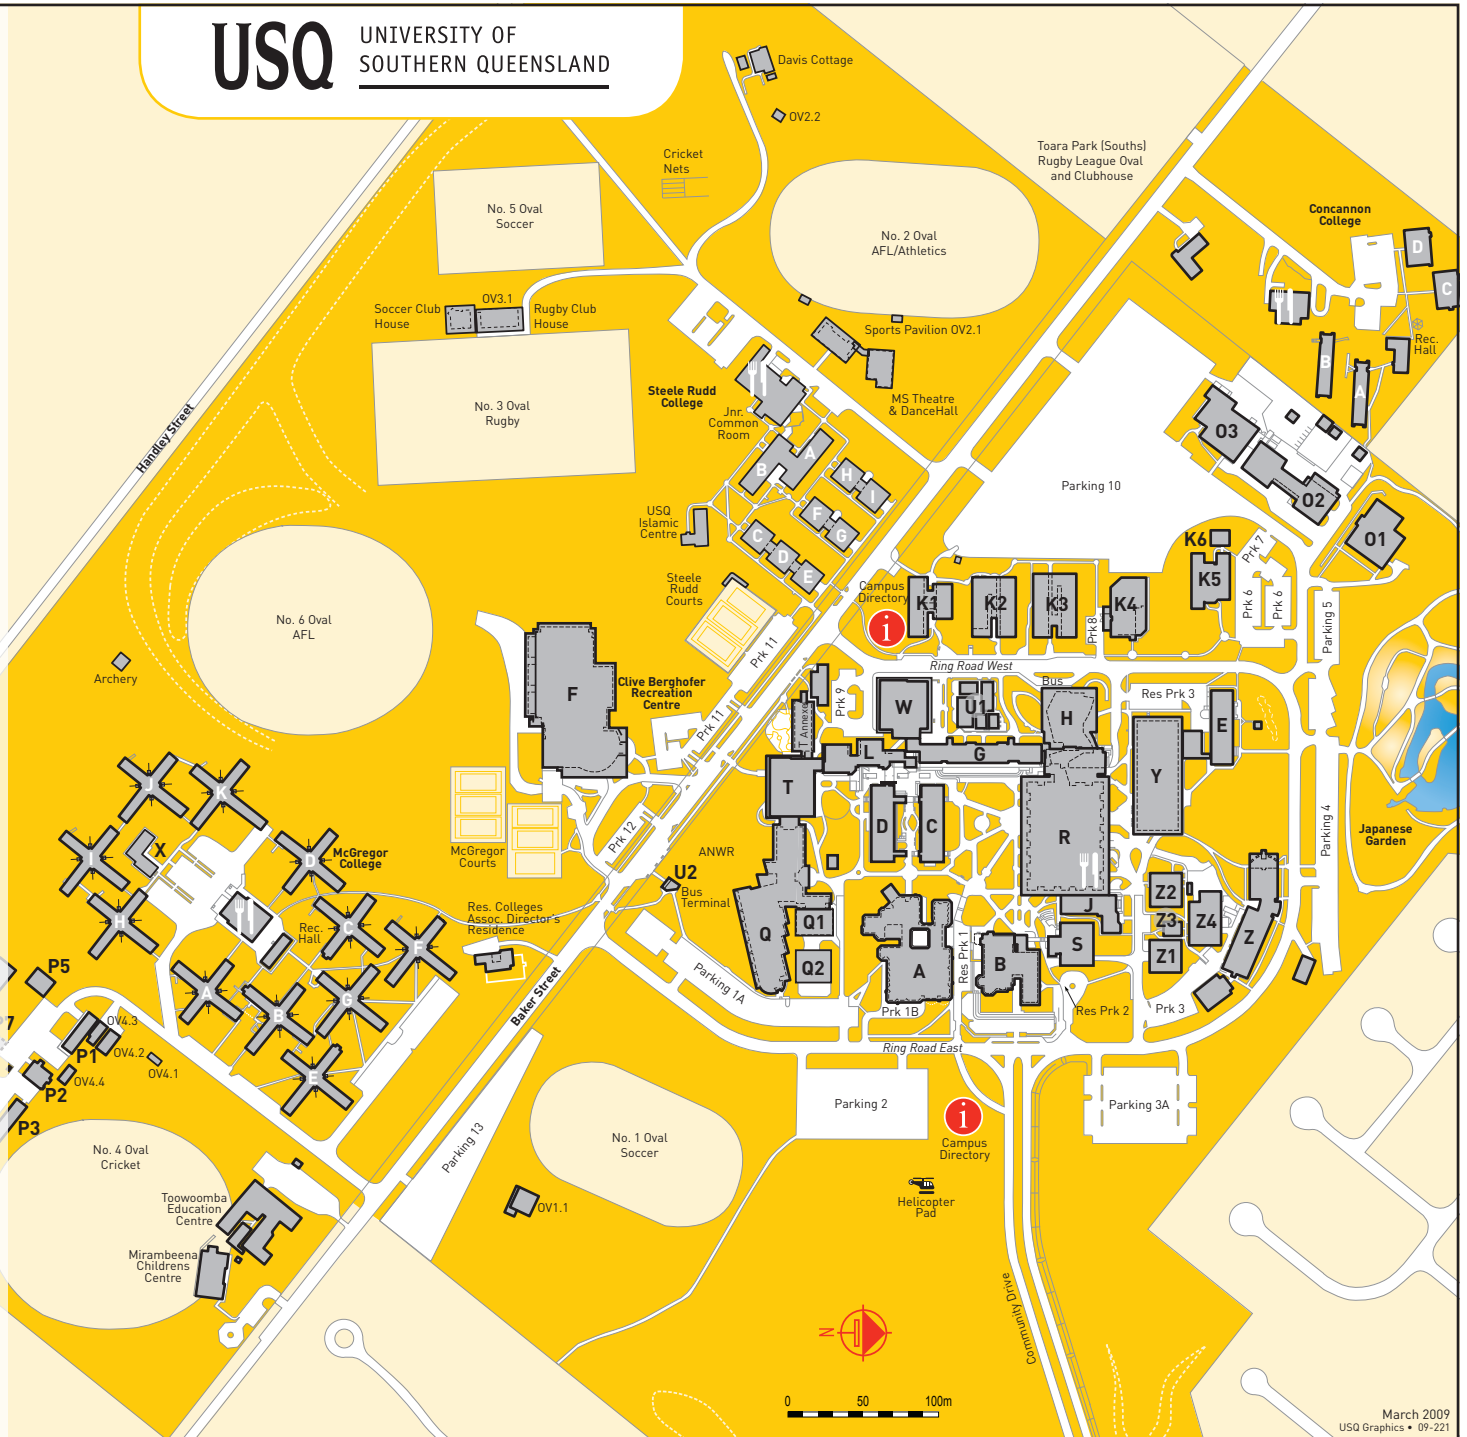 USQ
UNIVERSITY OF
SOUTHERN QUEENSLAND
Davis Cottage
OV2.2
Cricket
Nets
Toara Park (Souths)
Rugby League Oval
and Clubhouse
No. 5 Oval
Soccer
No. 2 Oval
AFL/Athletics
Concannon
College
D
C
B
A
Rec.
Hall
Soccer Club
House
OV3.1
Rugby Club
House
Sports Pavilion OV2.1
MS Theatre
& DanceHall
Steele Rudd
College
Jnr.
Common
Room
No. 3 Oval
Rugby
Handley Street
A
B
H
I
F
G
C
D
E
USQ
Islamic
Centre
Steele
Rudd
Courts
Parking 10
O3
O2
O1
K6
K5
Prk 7
Prk 6
Prk 6
Parking 5
Campus
Directory
i
K1
K2
K3
K4
Prk 8
No. 6 Oval
AFL
Archery
F
Clive Berghofer
Recreation
Centre
Prk 11
Prk 11
Prk 12
Ring Road West
Bus
Res Prk 3
Prk 9
T Annexe
W
U1
H
E
L
G
T
Y
D
C
R
Parking 4
Japanese
Garden
J
K
I
X
D
McGregor
College
H
C
F
Rec.
Hall
A
B
G
E
McGregor
Courts
ANWR
U2
Bus
Terminal
Res. Colleges
Assoc. Director's
Residence
Q
Q1
Q2
A
Res Prk 1
B
J
S
Z2
Z3
Z4
Z1
Z
P5
OV4.3
P1
OV4.2
OV4.1
OV4.4
P2
P3
Baker Street
Parking 1A
Prk 1B
Res Prk 2
Prk 3
Ring Road East
Parking 2
i
Campus
Directory
Parking 3A
No. 4 Oval
Cricket
Parking 13
No. 1 Oval
Soccer
OV1.1
Helicopter
Pad
Toowoomba
Education
Centre
Mirambeena
Childrens
Centre
Community Drive
N
0 50 100m
March 2009
USQ Graphics • 09-221